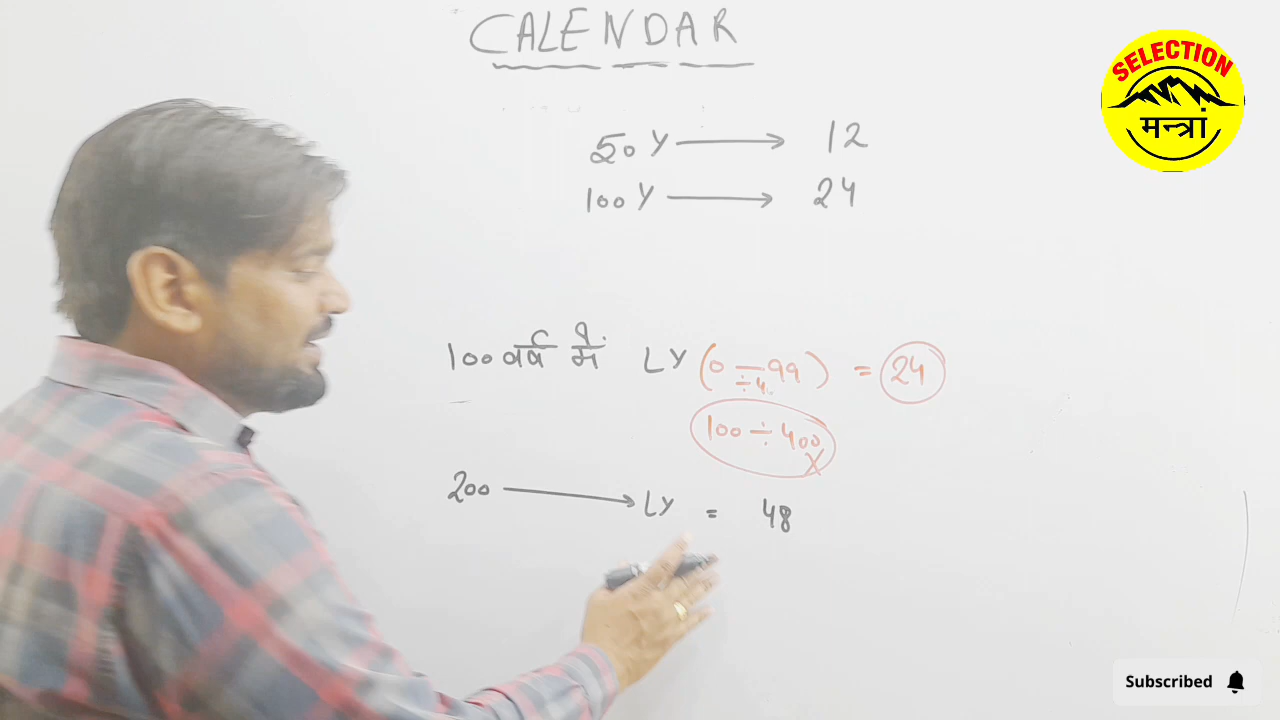 CALENDAR
SELECTION
मन्त्रां
50 Y → 12
100 Y → 24
100 वर्ष में LY (0 — 99) = 24
÷ 4
100 ÷ 400
X
200 → LY = 48
Subscribed